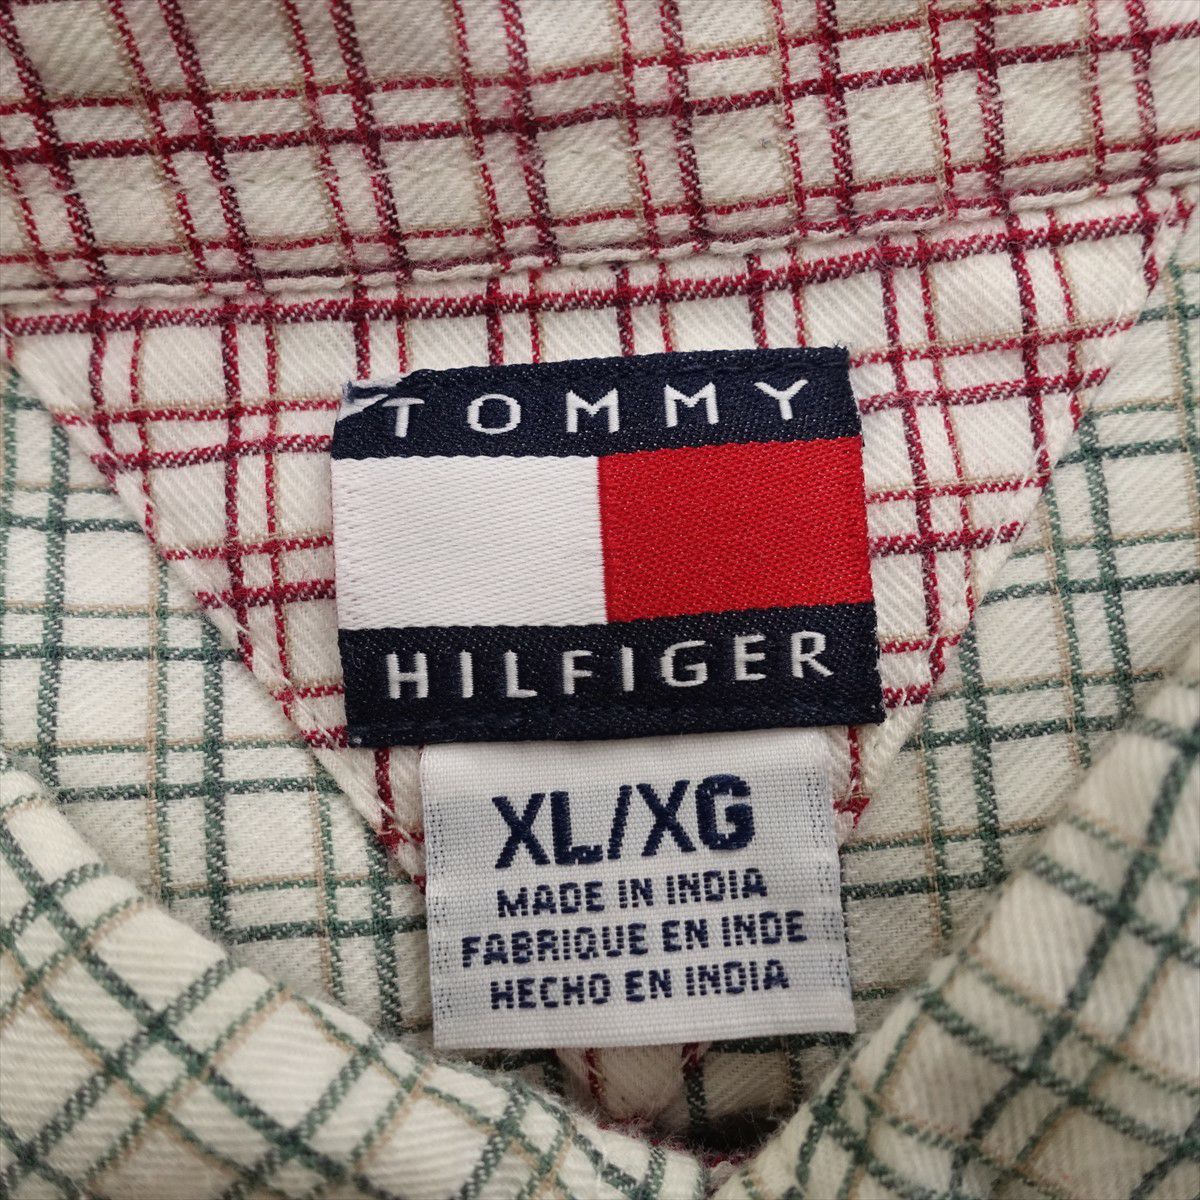 TOMMY
HILFIGER
XL/XG
MADE IN INDIA
FABRIQUE EN INDE
HECHO EN INDIA